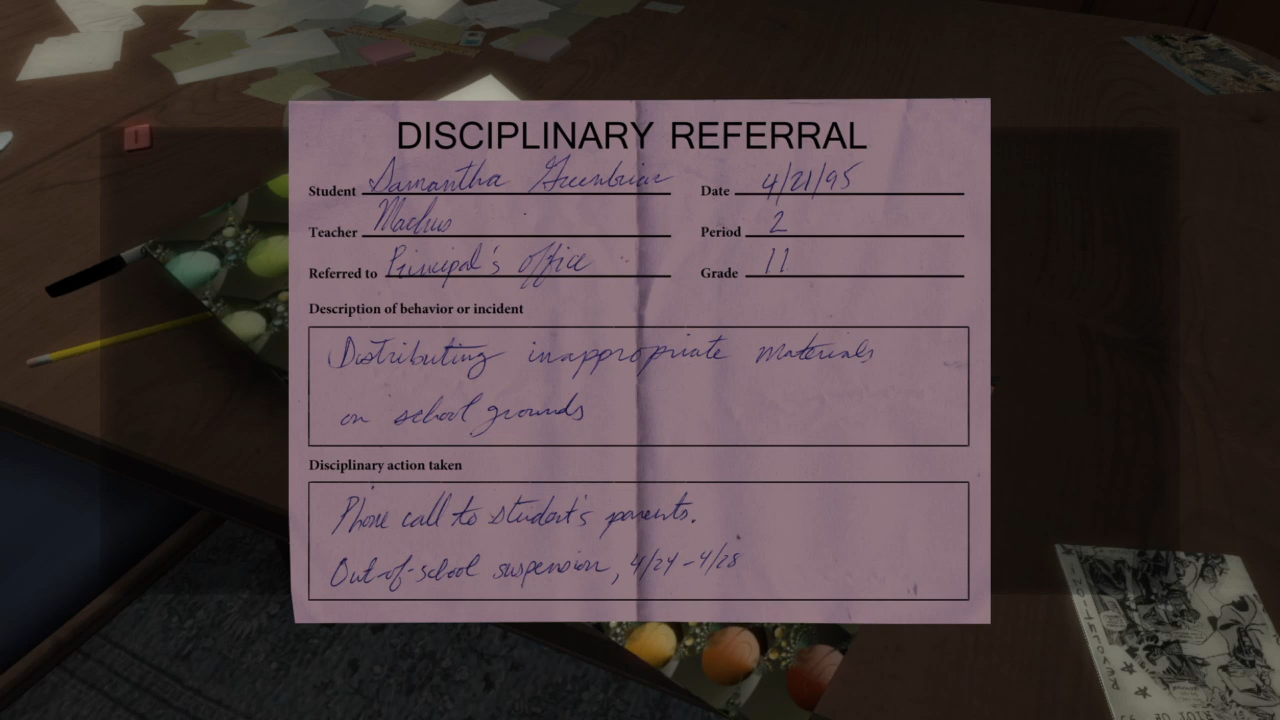 DISCIPLINARY REFERRAL
Student Samantha Greenbriar Date 4/21/95
Teacher Period 2
Referred to Principal's office Grade 11
Description of behavior or incident
Distributing inappropriate materials
on school grounds
Disciplinary action taken
Phone call to student's parents.
Out-of-school suspension, 4/24-4/28